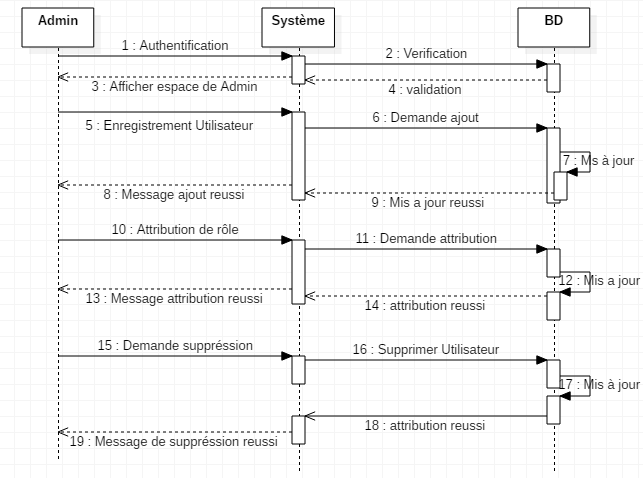 Admin
Système
BD
1 : Authentification
2 : Verification
3 : Afficher espace de Admin
4 : validation
5 : Enregistrement Utilisateur
6 : Demande ajout
7 : Ms à jour
8 : Message ajout reussi
9 : Mis a jour reussi
10 : Attribution de rôle
11 : Demande attribution
12 : Mis a jour
13 : Message attribution reussi
14 : attribution reussi
15 : Demande suppréssion
16 : Supprimer Utilisateur
17 : Mis à jour
18 : attribution reussi
19 : Message de suppréssion reussi